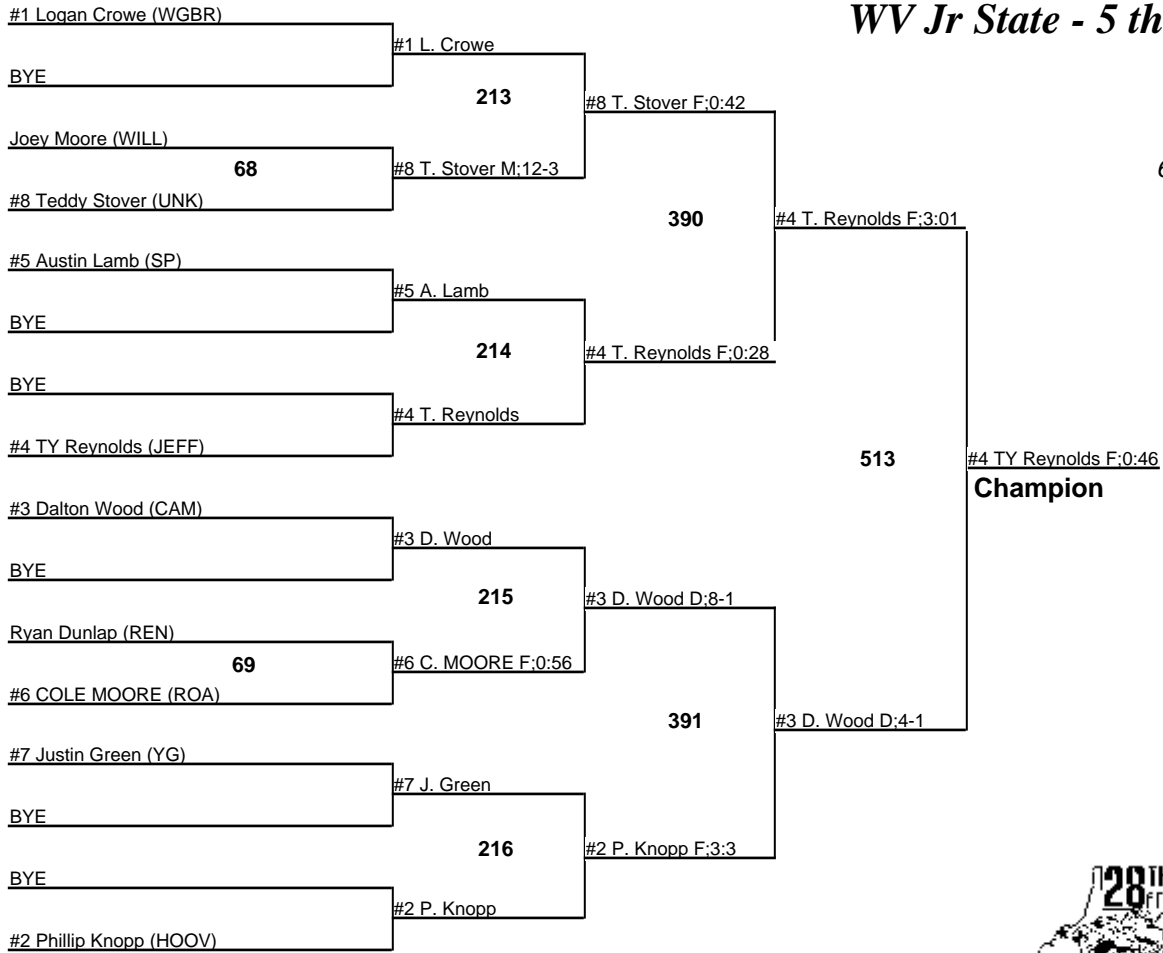 #1 Logan Crowe (WGBR)
WV Jr State - 5 th
#1 L. Crowe
BYE
213
#8 T. Stover F;0:42
Joey Moore (WILL)
68
#8 T. Stover M;12-3
6
#8 Teddy Stover (UNK)
390
#4 T. Reynolds F;3:01
#5 Austin Lamb (SP)
#5 A. Lamb
BYE
214
#4 T. Reynolds F;0:28
BYE
#4 T. Reynolds
#4 TY Reynolds (JEFF)
513
#4 TY Reynolds F;0:46
Champion
#3 Dalton Wood (CAM)
#3 D. Wood
BYE
215
#3 D. Wood D;8-1
Ryan Dunlap (REN)
69
#6 C. MOORE F;0:56
#6 COLE MOORE (ROA)
391
#3 D. Wood D;4-1
#7 Justin Green (YG)
#7 J. Green
BYE
216
#2 P. Knopp F;3:3
BYE
28TH
#2 P. Knopp
#2 Phillip Knopp (HOOV)